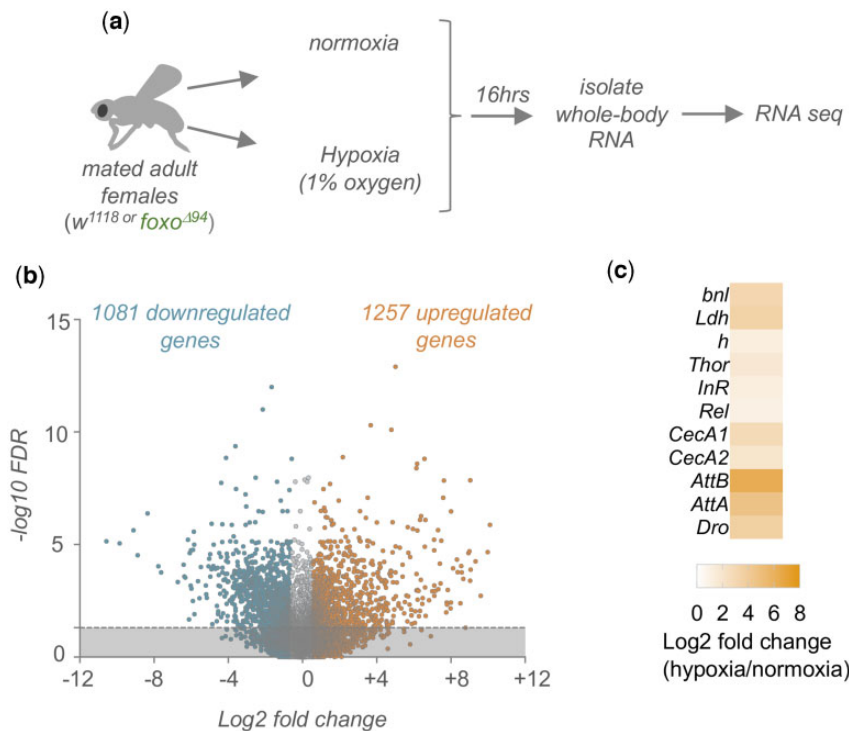 (a)
normoxia
Hypoxia
(1% oxygen)
mated adult
females
(w1118 or foxoΔ94)
16hrs
isolate
whole-body
RNA
RNA seq
(b)
1081 downregulated
genes
1257 upregulated
genes
-log10 FDR
15
10
5
0
-12 -8 -4 0 +4 +8 +12
Log2 fold change
(c)
bnl
Ldh
h
Thor
InR
Rel
CecA1
CecA2
AttB
AttA
Dro
0 2 4 6 8
Log2 fold change
(hypoxia/normoxia)